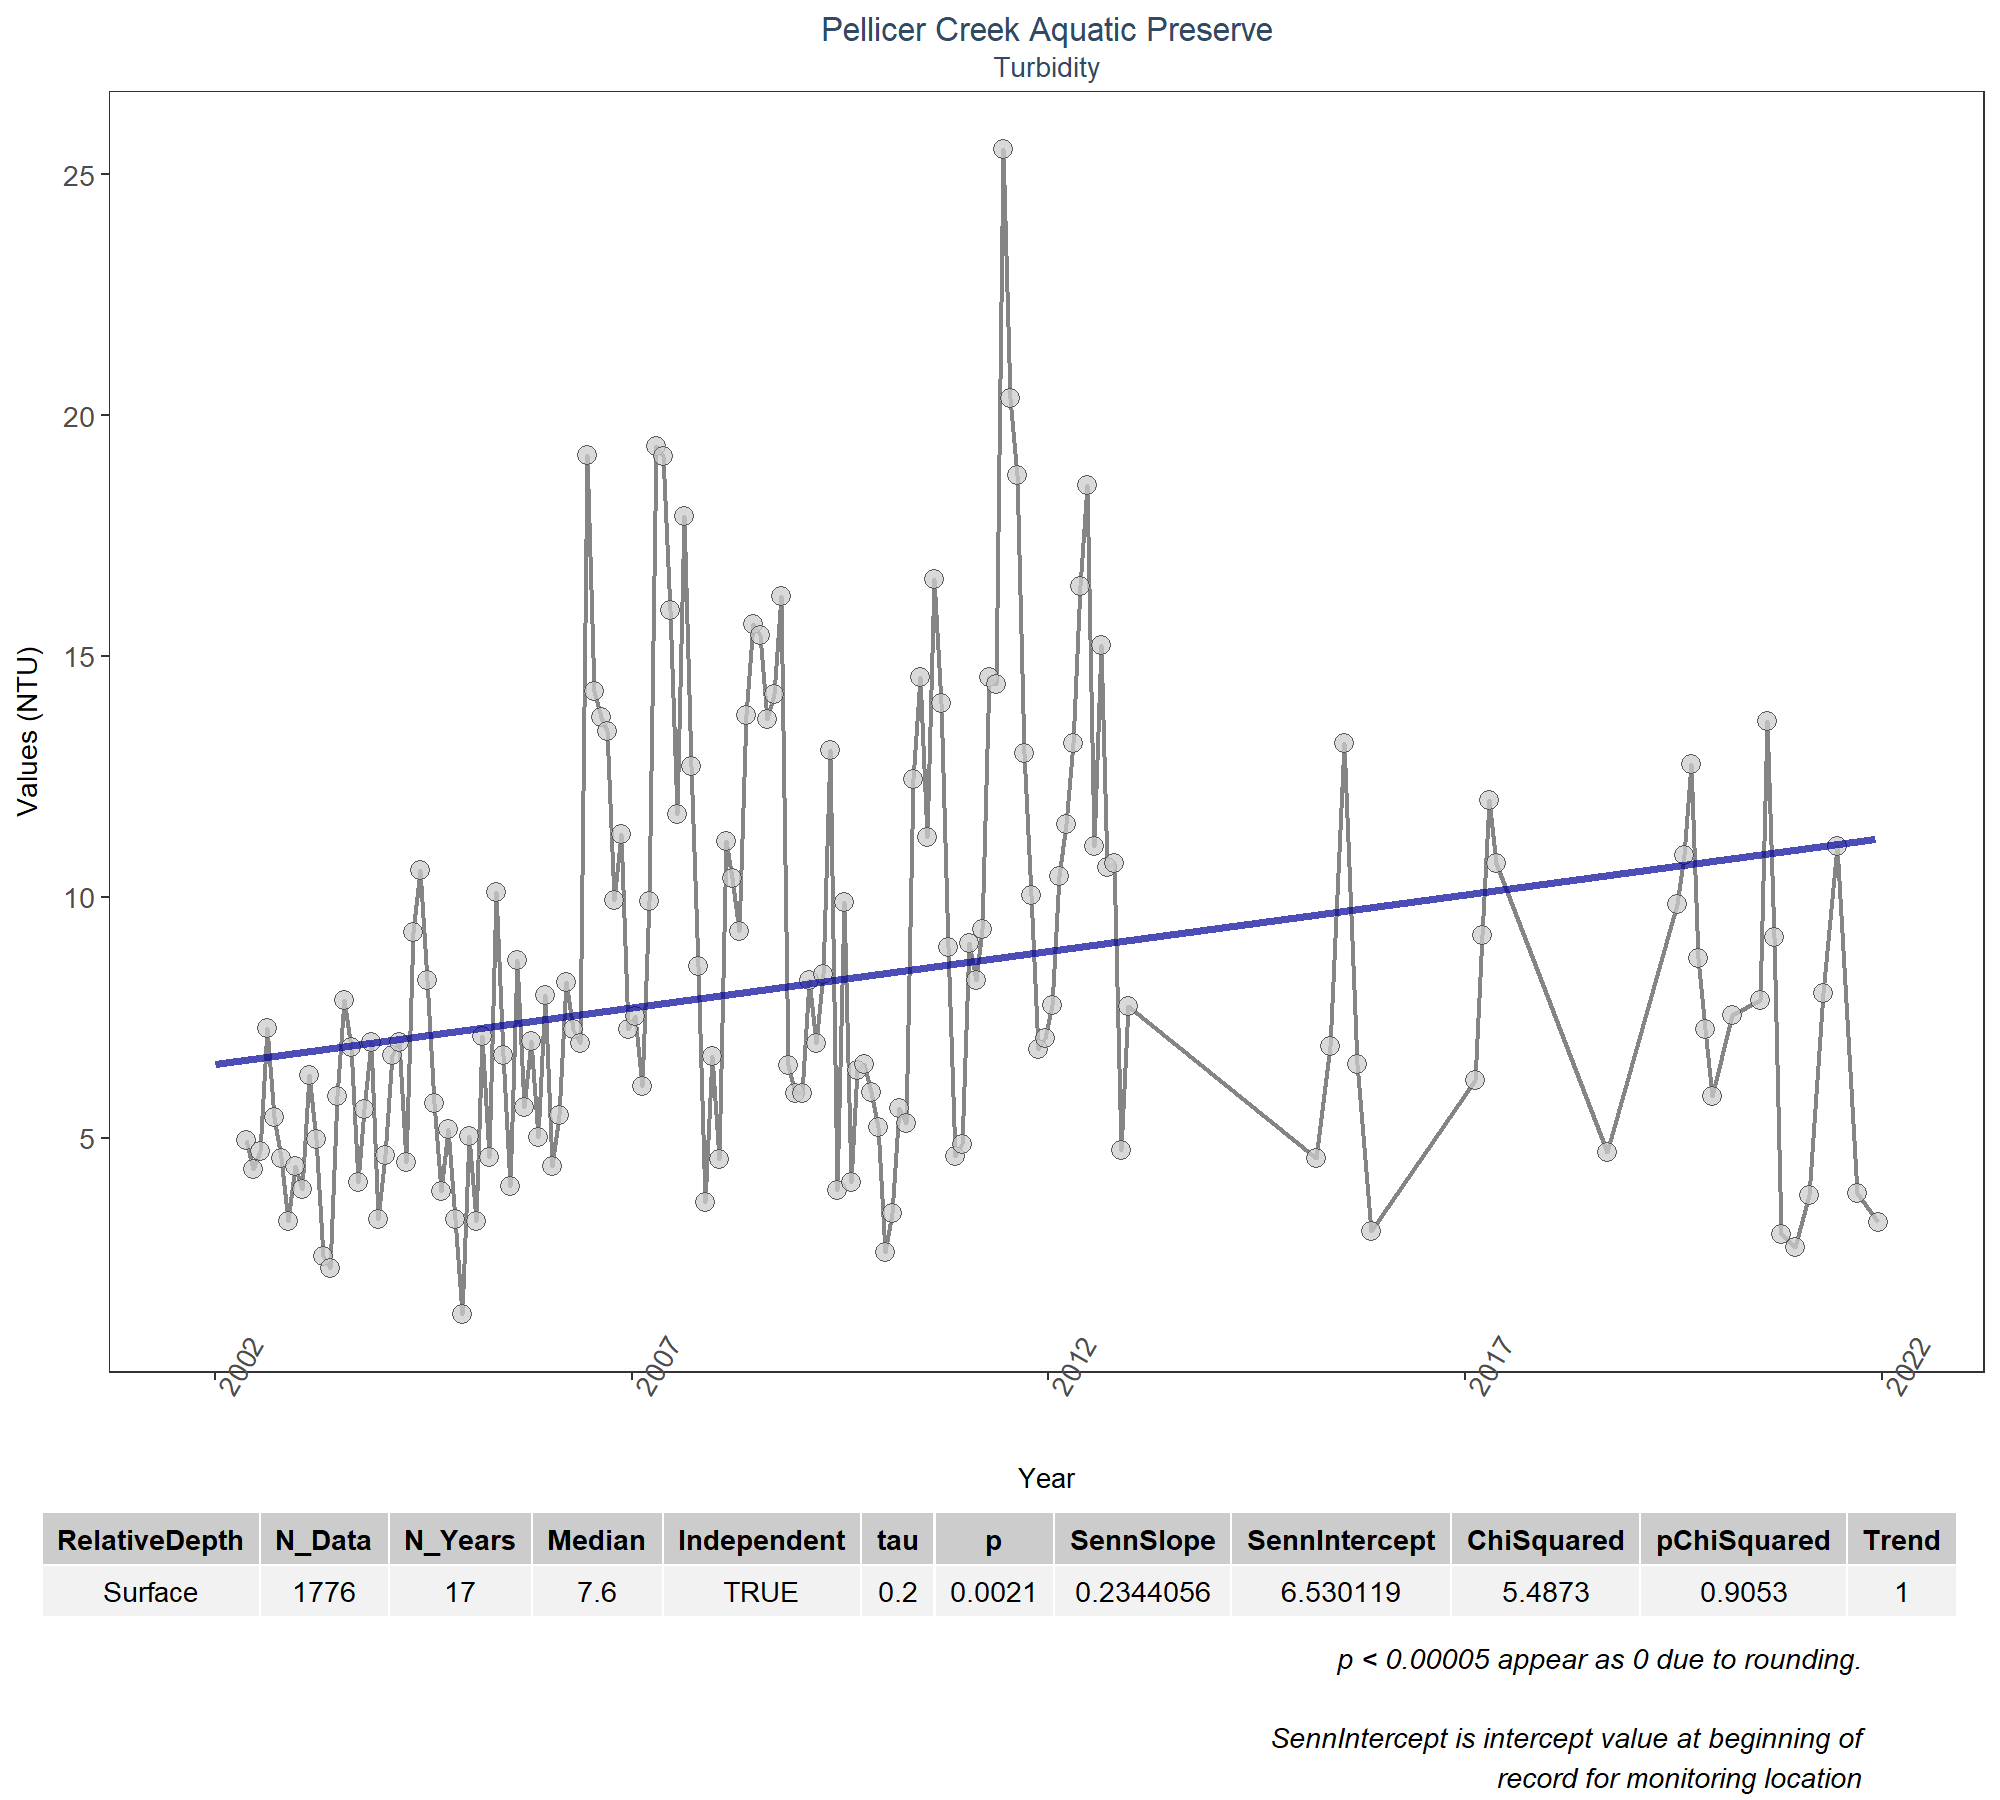 Pellicer Creek Aquatic Preserve
Turbidity
25
20
15
10
5
Values (NTU)
2002 2007 2012 2017 2022
Year
RelativeDepth N_Data N_Years Median Independent tau p SennSlope SennIntercept ChiSquared pChiSquared Trend
Surface 1776 17 7.6 TRUE 0.2 0.0021 0.2344056 6.530119 5.4873 0.9053 1
p < 0.00005 appear as 0 due to rounding.
SennIntercept is intercept value at beginning of
record for monitoring location